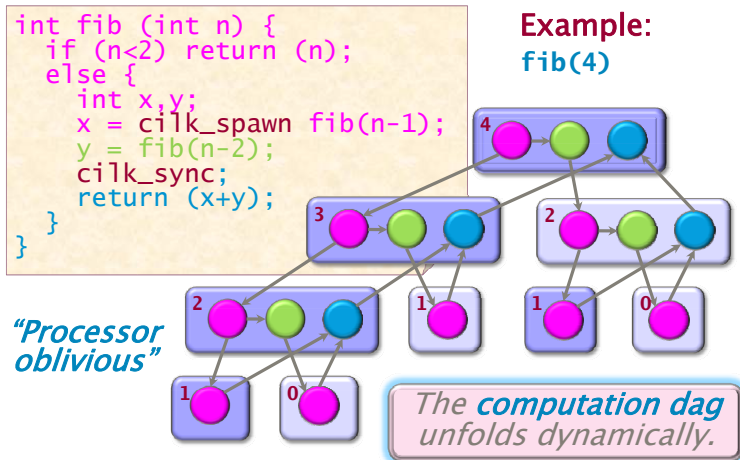 int fib (int n) {
  if (n<2) return (n);
  else {
    int x,y;
    x = cilk_spawn fib(n-1);
    y = fib(n-2);
    cilk_sync;
    return (x+y);
  }
}
Example:
fib(4)
4
3
2
2
1
1
0
1
0
"Processor
oblivious"
The computation dag
unfolds dynamically.